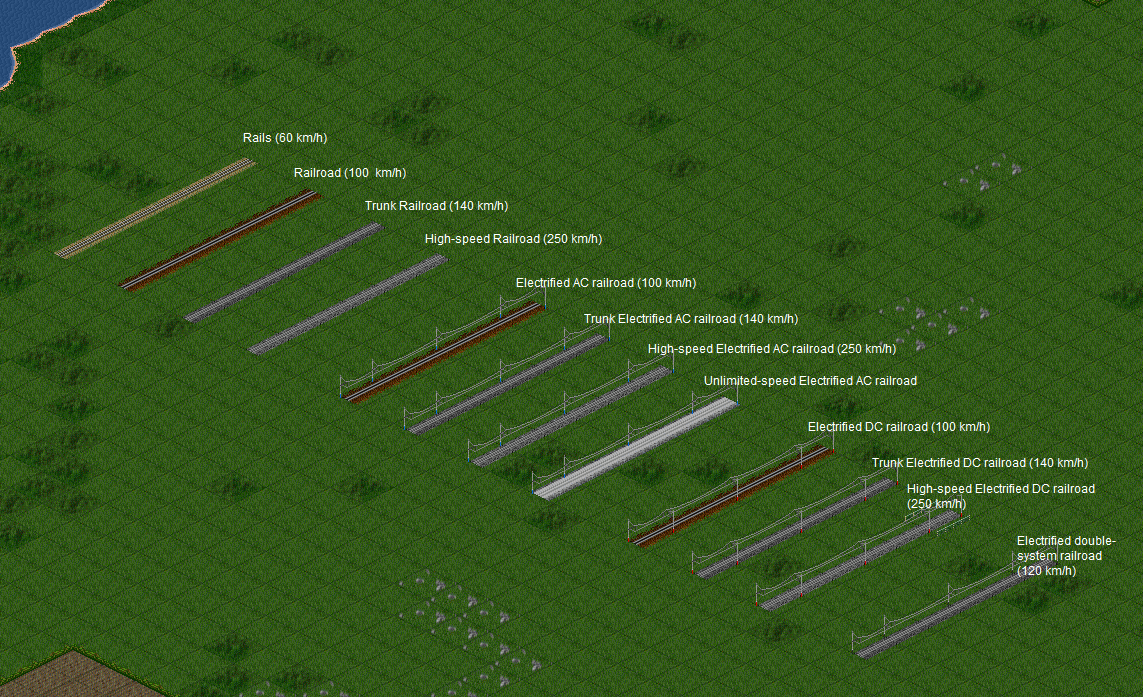 Rails (60 km/h)
Railroad (100 km/h)
Trunk Railroad (140 km/h)
High-speed Railroad (250 km/h)
Electrified AC railroad (100 km/h)
Trunk Electrified AC railroad (140 km/h)
High-speed Electrified AC railroad (250 km/h)
Unlimited-speed Electrified AC railroad
Electrified DC railroad (100 km/h)
Trunk Electrified DC railroad (140 km/h)
High-speed Electrified DC railroad
(250 km/h)
Electrified double-
system railroad
(120 km/h)